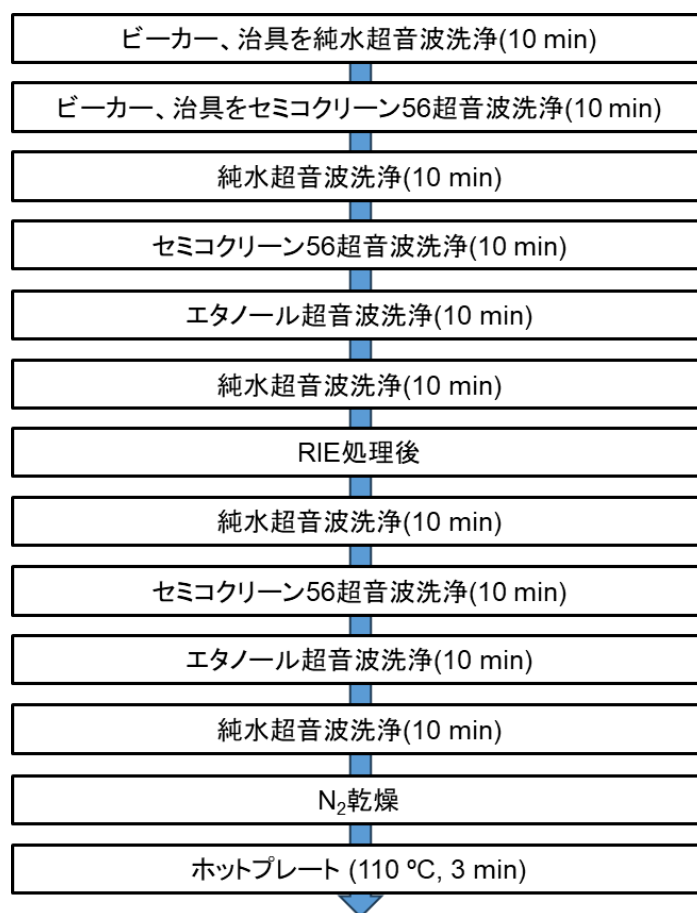 ビーカー、治具を純水超音波洗浄(10 min)
ビーカー、治具をセミコクリーン56超音波洗浄(10 min)
純水超音波洗浄(10 min)
セミコクリーン56超音波洗浄(10 min)
エタノール超音波洗浄(10 min)
純水超音波洗浄(10 min)
RIE処理後
純水超音波洗浄(10 min)
セミコクリーン56超音波洗浄(10 min)
エタノール超音波洗浄(10 min)
純水超音波洗浄(10 min)
N₂乾燥
ホットプレート (110 ºC, 3 min)